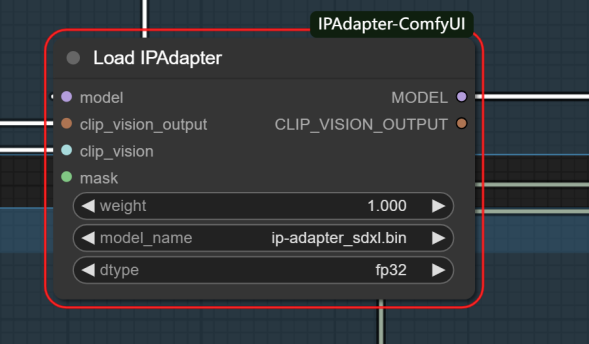 IPAdapter-ComfyUI
Load IPAdapter
model MODEL
clip_vision_output CLIP_VISION_OUTPUT
clip_vision
mask
weight 1.000
model_name ip-adapter_sdxl.bin
dtype fp32